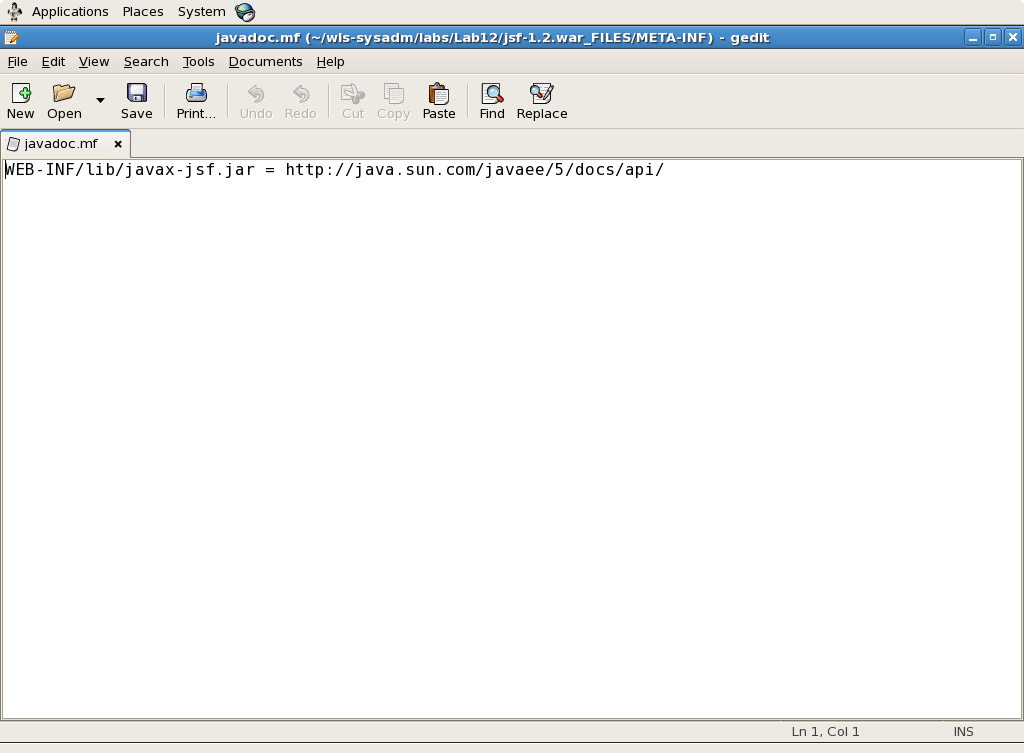 Applications Places System
javadoc.mf (~/wls-sysadm/labs/Lab12/jsf-1.2.war_FILES/META-INF) - gedit
File Edit View Search Tools Documents Help
New Open Save Print... Undo Redo Cut Copy Paste Find Replace
javadoc.mf
WEB-INF/lib/javax-jsf.jar = http://java.sun.com/javaee/5/docs/api/
Ln 1, Col 1 INS